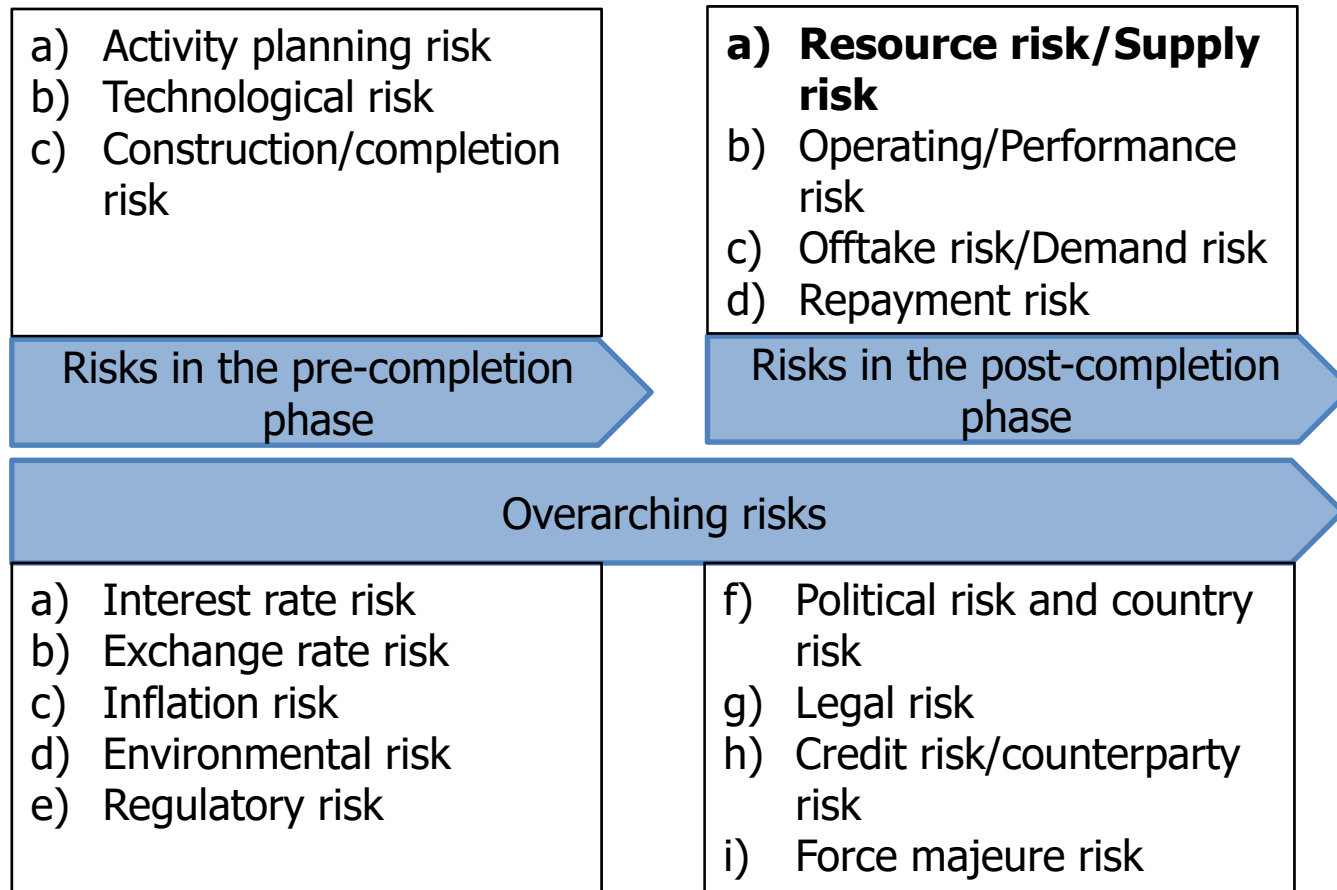 a) Activity planning risk
b) Technological risk
c) Construction/completion
risk
a) Resource risk/Supply
risk
b) Operating/Performance
risk
c) Offtake risk/Demand risk
d) Repayment risk
Risks in the pre-completion
phase
Risks in the post-completion
phase
Overarching risks
a) Interest rate risk
b) Exchange rate risk
c) Inflation risk
d) Environmental risk
e) Regulatory risk
f) Political risk and country
risk
g) Legal risk
h) Credit risk/counterparty
risk
i) Force majeure risk